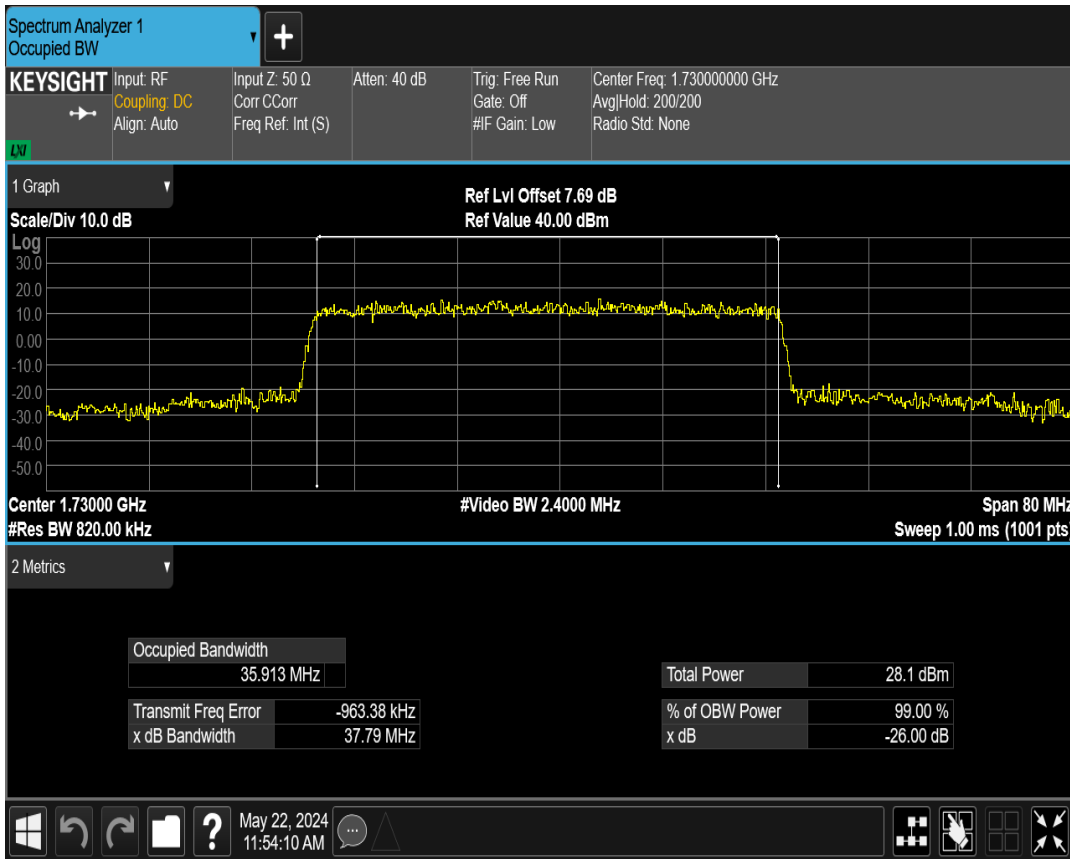 Spectrum Analyzer 1
Occupied BW
KEYSIGHT
LXI
Input: RF
Coupling: DC
Align: Auto
Input Z: 50 Ω
Corr CCorr
Freq Ref: Int (S)
Atten: 40 dB
Trig: Free Run
Gate: Off
#IF Gain: Low
Center Freq: 1.730000000 GHz
Avg|Hold: 200/200
Radio Std: None
1 Graph
Scale/Div 10.0 dB
Ref Lvl Offset 7.69 dB
Ref Value 40.00 dBm
Log
30.0
20.0
10.0
0.00
-10.0
-20.0
-30.0
-40.0
-50.0
Center 1.73000 GHz
#Video BW 2.4000 MHz
Span 80 MHz
#Res BW 820.00 kHz
Sweep 1.00 ms (1001 pts)
2 Metrics
Occupied Bandwidth
35.913 MHz
Total Power 28.1 dBm
Transmit Freq Error -963.38 kHz
% of OBW Power 99.00 %
x dB Bandwidth 37.79 MHz
x dB -26.00 dB
?
May 22, 2024
11:54:10 AM